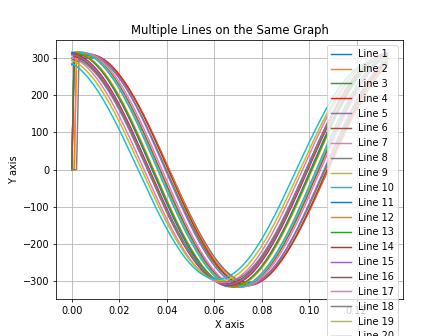 Multiple Lines on the Same Graph
Y axis
300
200
100
0
−100
−200
−300
0.00
0.02
0.04
0.06
0.08
0.10
X axis
Line 1
Line 2
Line 3
Line 4
Line 5
Line 6
Line 7
Line 8
Line 9
Line 10
Line 11
Line 12
Line 13
Line 14
Line 15
Line 16
Line 17
Line 18
Line 19
Line 20